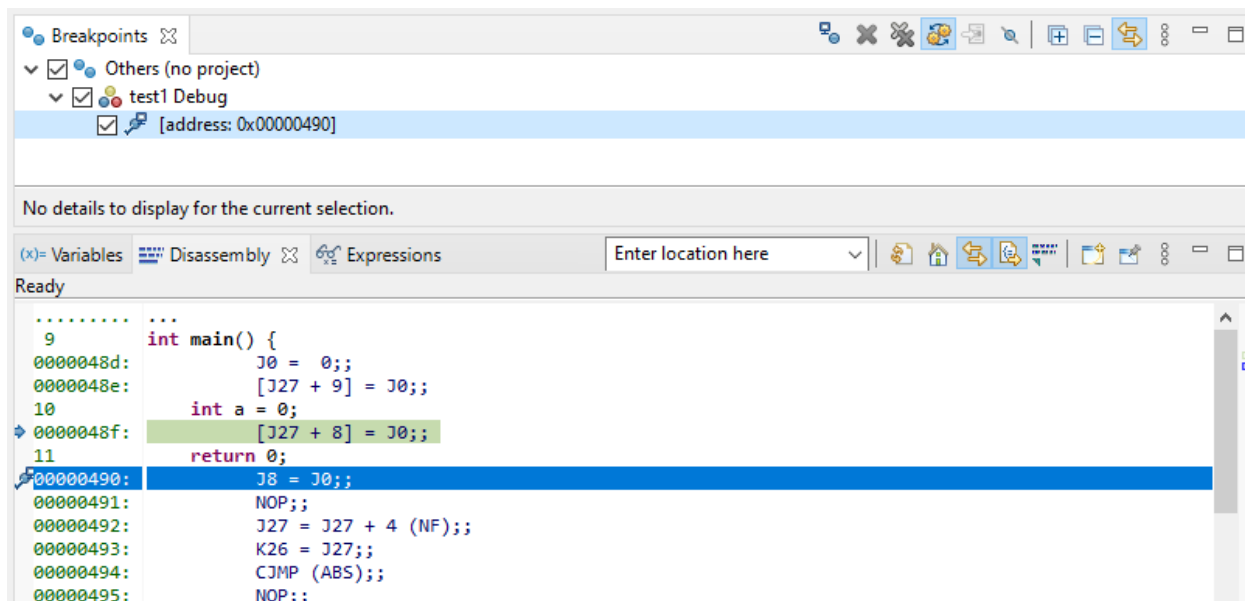 Breakpoints
Others (no project)
test1 Debug
[address: 0x00000490]
No details to display for the current selection.
(x)= Variables Disassembly Expressions Enter location here
Ready
......... ...
9 int main() {
0000048d: J0 = 0;;
0000048e: [J27 + 9] = J0;;
10 int a = 0;
0000048f: [J27 + 8] = J0;;
11 return 0;
00000490: J8 = J0;;
00000491: NOP;;
00000492: J27 = J27 + 4 (NF);;
00000493: K26 = J27;;
00000494: CJMP (ABS);;
00000495: NOP;;